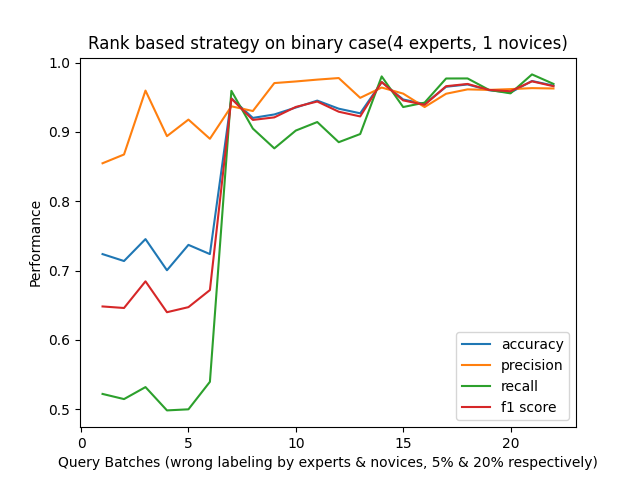 Rank based strategy on binary case(4 experts, 1 novices)
1.0
0.9
0.8
0.7
0.6
0.5
Performance
0 5 10 15 20
Query Batches (wrong labeling by experts & novices, 5% & 20% respectively)
accuracy
precision
recall
f1 score